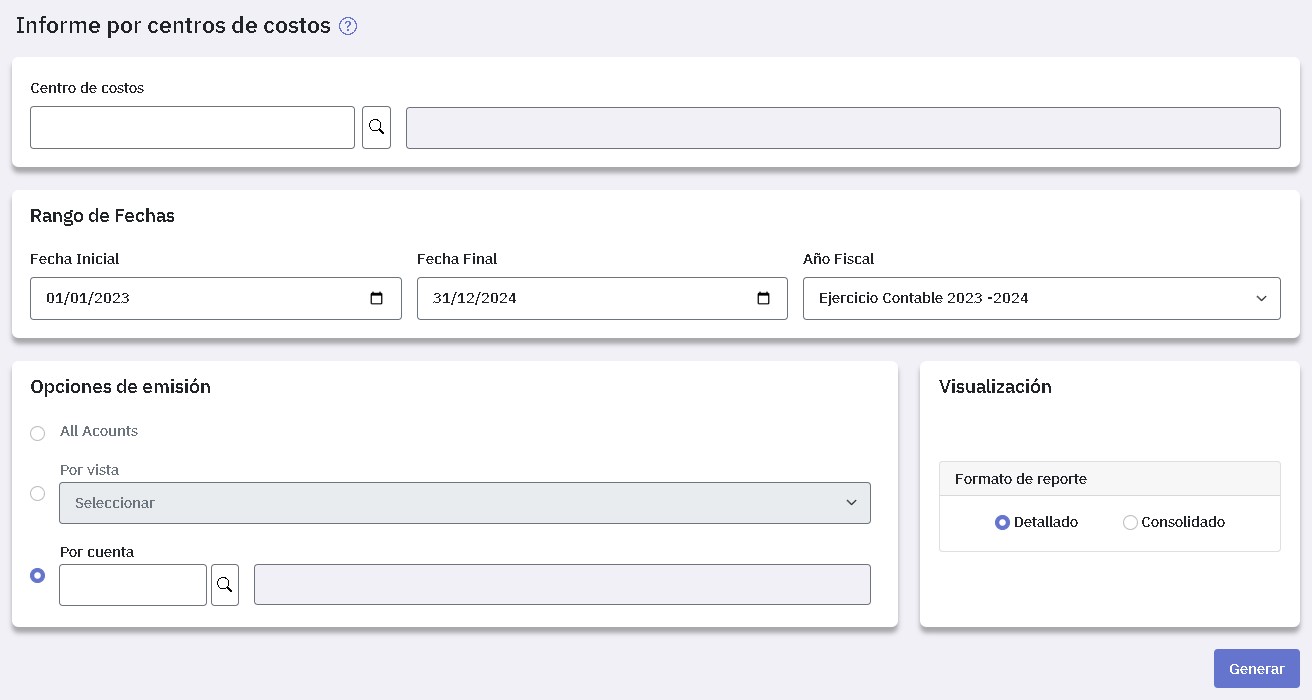 Informe por centros de costos ?
Centro de costos
Rango de Fechas
Fecha Inicial
Fecha Final
Año Fiscal
01/01/2023
31/12/2024
Ejercicio Contable 2023 -2024
Opciones de emisión
Visualización
All Acounts
Por vista
Seleccionar
Formato de reporte
Detallado
Consolidado
Por cuenta
Generar